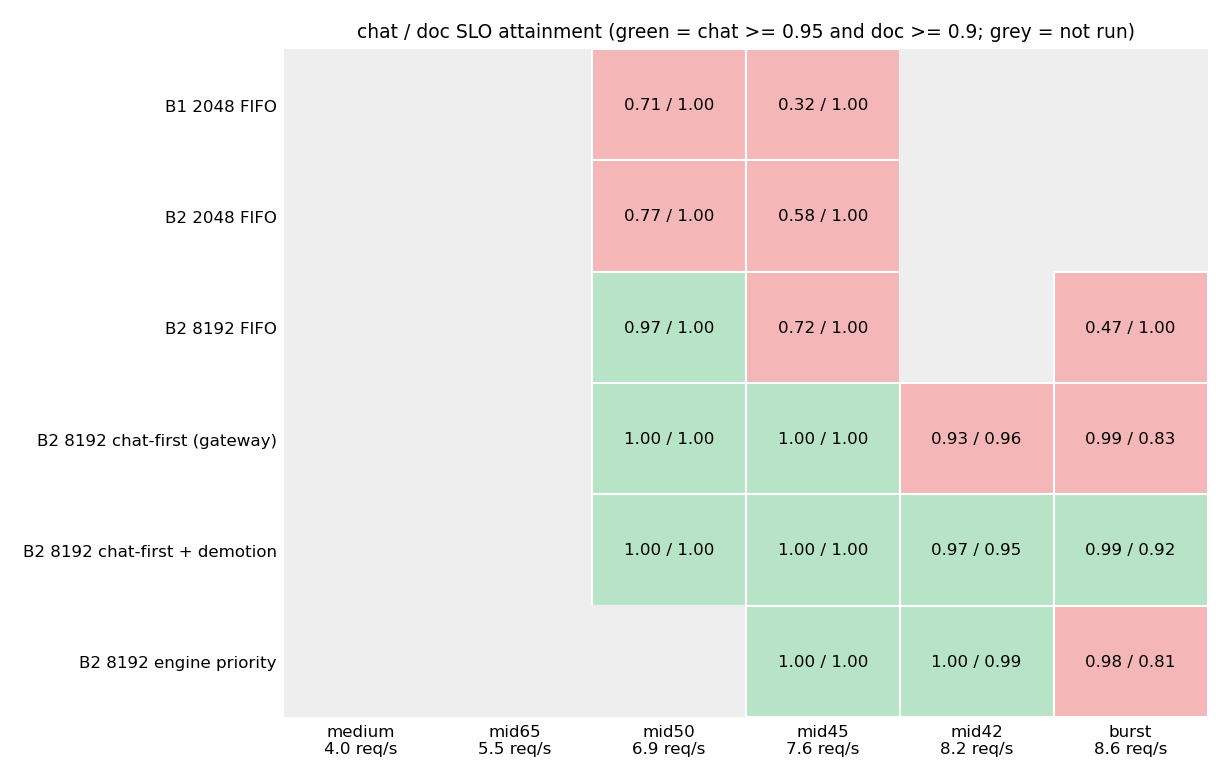 chat / doc SLO attainment (green = chat >= 0.95 and doc >= 0.9; grey = not run)
B1 2048 FIFO
0.71 / 1.00
0.32 / 1.00
B2 2048 FIFO
0.77 / 1.00
0.58 / 1.00
B2 8192 FIFO
0.97 / 1.00
0.72 / 1.00
0.47 / 1.00
B2 8192 chat-first (gateway)
1.00 / 1.00
1.00 / 1.00
0.93 / 0.96
0.99 / 0.83
B2 8192 chat-first + demotion
1.00 / 1.00
1.00 / 1.00
0.97 / 0.95
0.99 / 0.92
B2 8192 engine priority
1.00 / 1.00
1.00 / 0.99
0.98 / 0.81
medium
4.0 req/s
mid65
5.5 req/s
mid50
6.9 req/s
mid45
7.6 req/s
mid42
8.2 req/s
burst
8.6 req/s